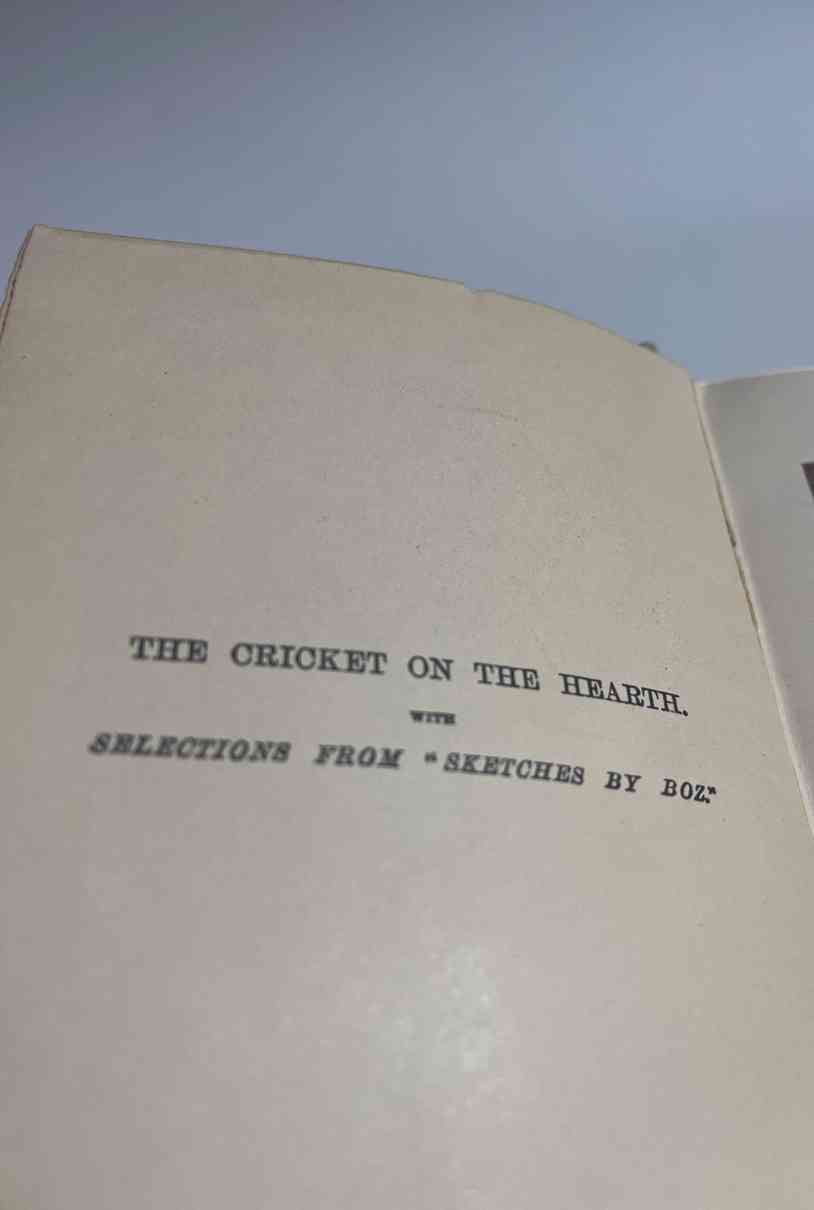 THE CRICKET ON THE HEARTH.
WITH
SELECTIONS FROM "SKETCHES BY BOZ."